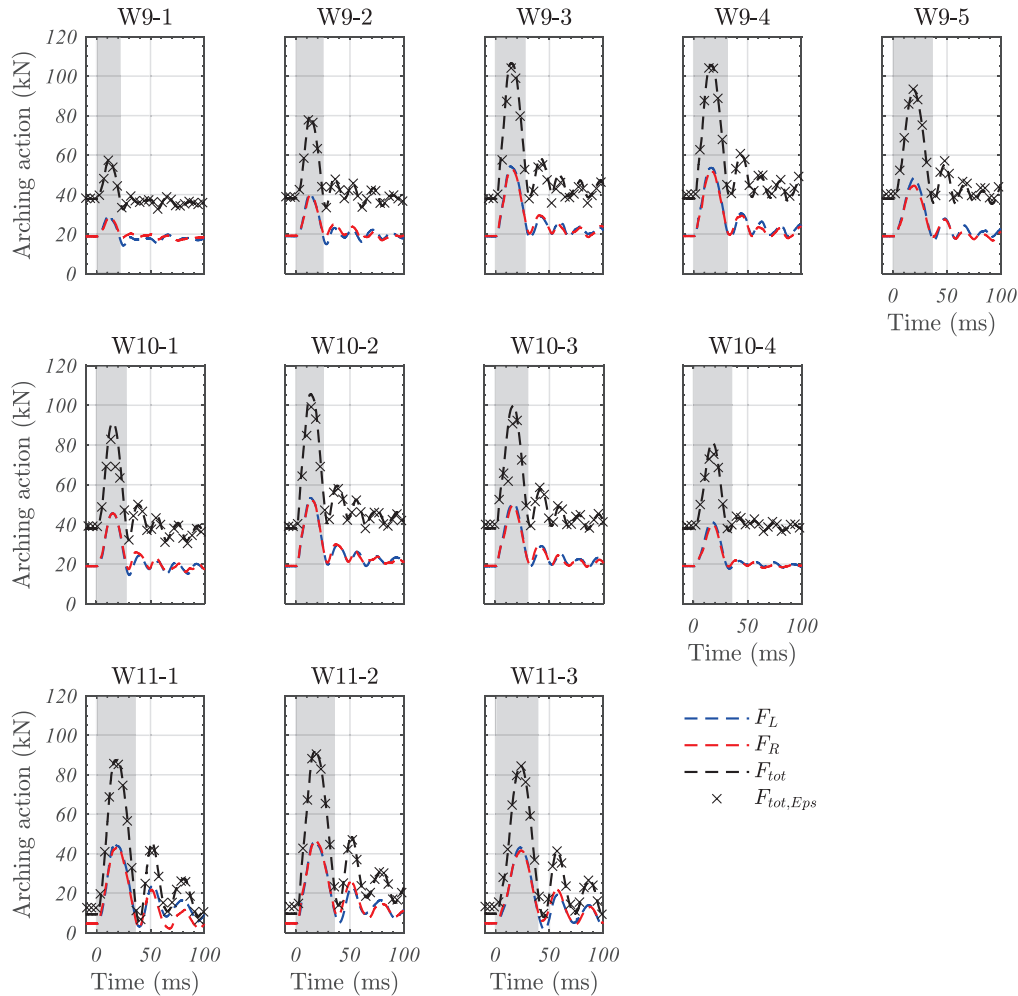 W9-1 W9-2 W9-3 W9-4 W9-5
Arching action (kN)
120
100
80
60
40
20
0
0 50 100
Time (ms)
W10-1 W10-2 W10-3 W10-4
Arching action (kN)
120
100
80
60
40
20
0
0 50 100
Time (ms)
W11-1 W11-2 W11-3
Arching action (kN)
120
100
80
60
40
20
0
0 50 100 0 50 100 0 50 100
Time (ms) Time (ms) Time (ms)
F_L
F_R
F_tot
F_tot,Eps